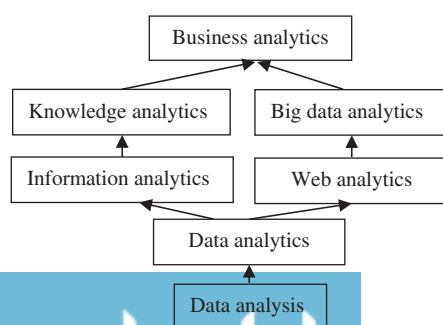 Business analytics
Knowledge analytics
Big data analytics
Information analytics
Web analytics
Data analytics
Data analysis